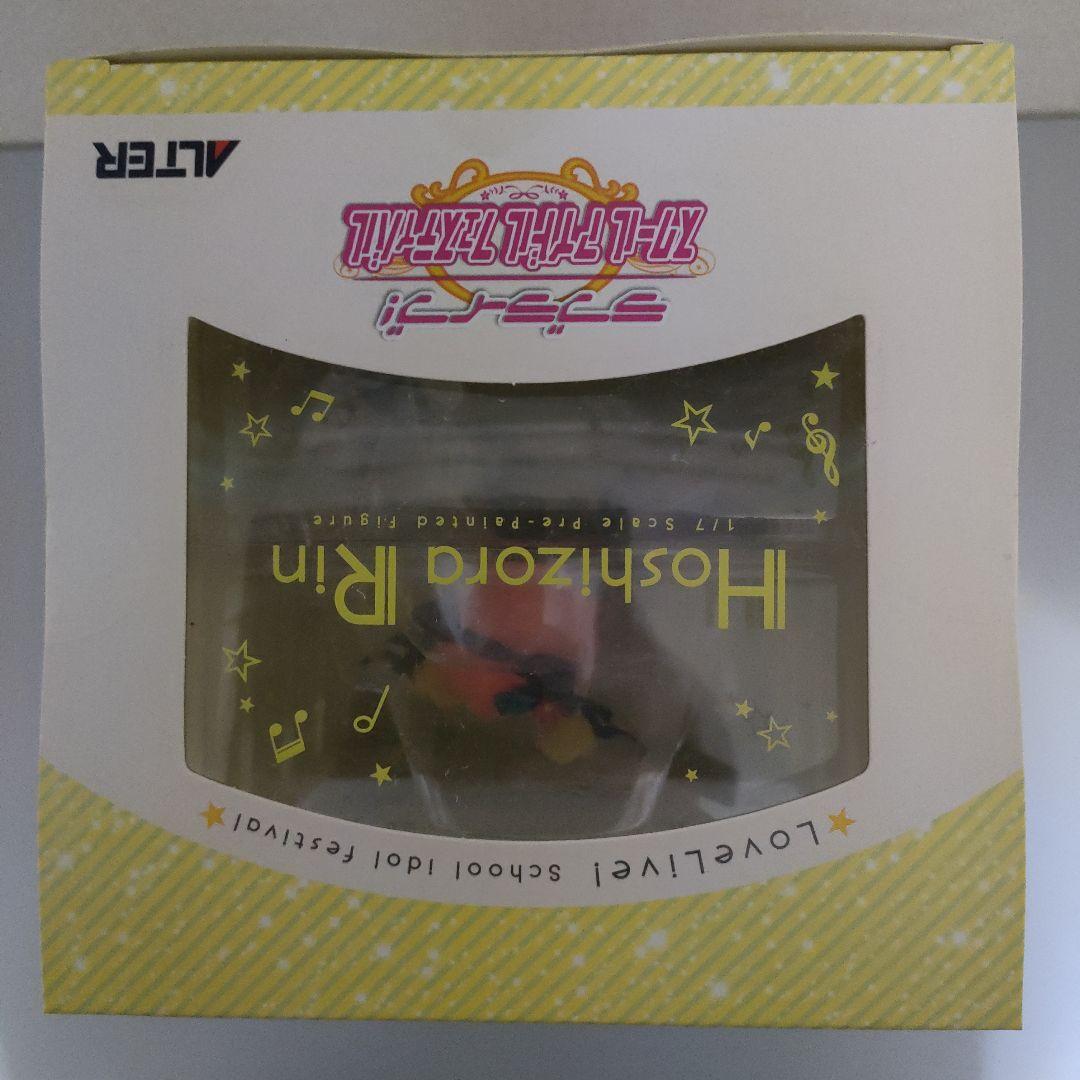 ★LoveLive! School idol festival★
Hoshizora Rin
1/7 Scale Pre-Painted Figure
ラブライブ!
スクールアイドルフェスティバル
ALTER